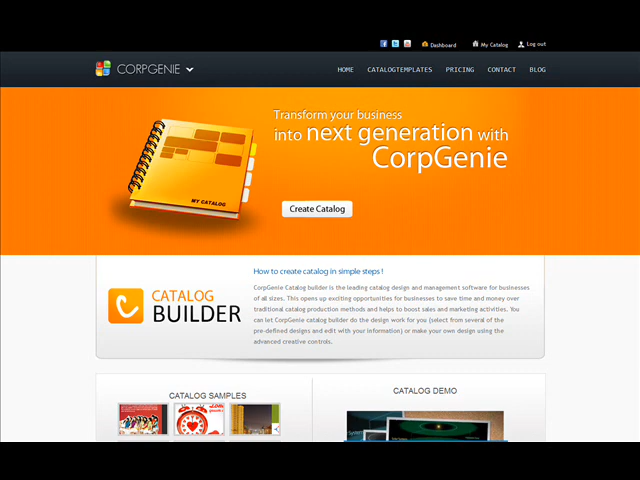 Dashboard
My Catalog
Log out
CORPGENIE
HOME
CATALOGTEMPLATES
PRICING
CONTACT
BLOG
Transform your business
into next generation with
CorpGenie
MY CATALOG
Create Catalog
How to create catalog in simple steps !
CATALOG
BUILDER
CorpGenie Catalog builder is the leading catalog design and management software for businesses
of all sizes. This opens up exciting opportunities for businesses to save time and money over
traditional catalog production methods and helps to boost sales and marketing activities. You
can let CorpGenie catalog builder do the design work for you (select from several of the
pre-defined designs and edit with your information) or make your own design using the
advanced creative controls.
CATALOG SAMPLES
CATALOG DEMO